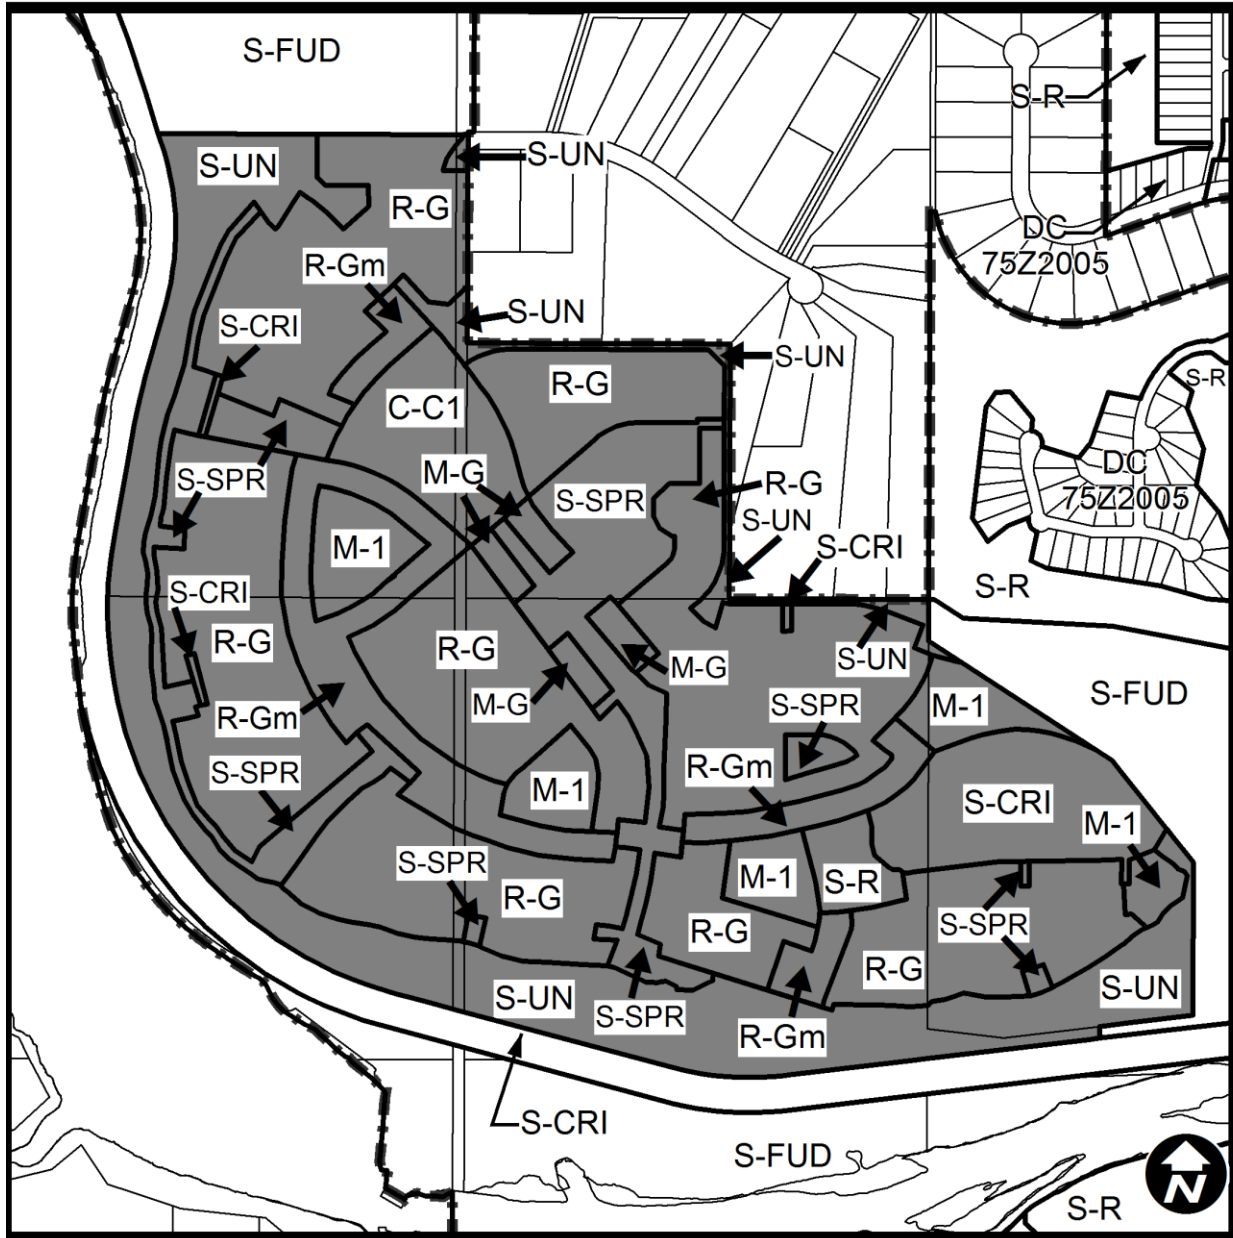 S-FUD
S-R
S-UN
S-UN
R-G
DC
75Z2005
R-Gm
S-UN
S-CRI
S-UN
R-G
S-R
C-C1
DC
M-G
S-SPR
R-G
75Z2005
S-SPR
S-UN
M-1
S-CRI
S-CRI
S-R
R-G
R-G
M-G
S-UN
M-G
S-FUD
R-Gm
S-SPR
M-1
S-SPR
R-Gm
M-1
S-CRI
M-1
S-SPR
M-1
S-R
R-G
S-SPR
R-G
R-G
S-UN
S-UN
S-SPR
R-Gm
S-CRI
S-FUD
N
S-R